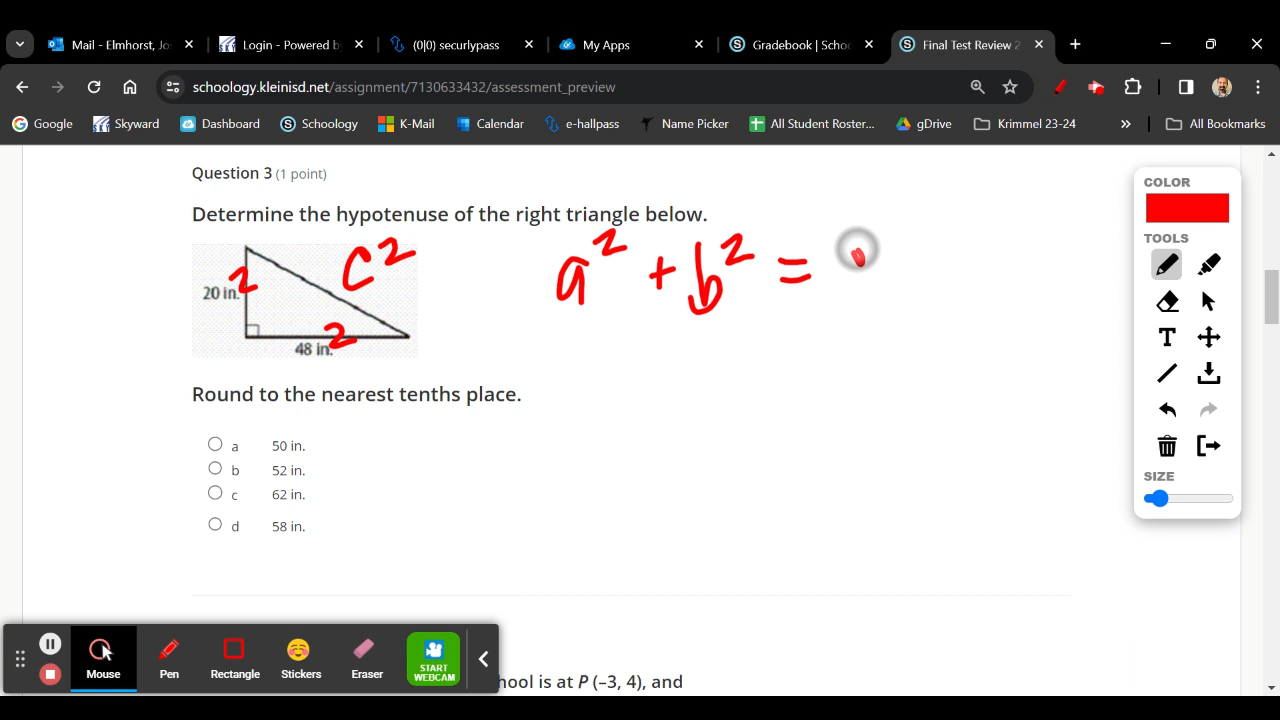 Mail - Elmhorst, Jos
Login - Powered by
(0|0) securlypass
My Apps
Gradebook | Schoo
Final Test Review 2
schoology.kleinisd.net/assignment/7130633432/assessment_preview
Google
Skyward
Dashboard
Schoology
K-Mail
Calendar
e-hallpass
Name Picker
All Student Roster...
gDrive
Krimmel 23-24
»
All Bookmarks
Question 3 (1 point)
Determine the hypotenuse of the right triangle below.
20 in.
2
c²
2
48 in.
a² + b² =
Round to the nearest tenths place.
a 50 in.
b 52 in.
c 62 in.
d 58 in.
hool is at P (–3, 4), and
COLOR
TOOLS
T
SIZE
Mouse
Pen
Rectangle
Stickers
Eraser
START
WEBCAM